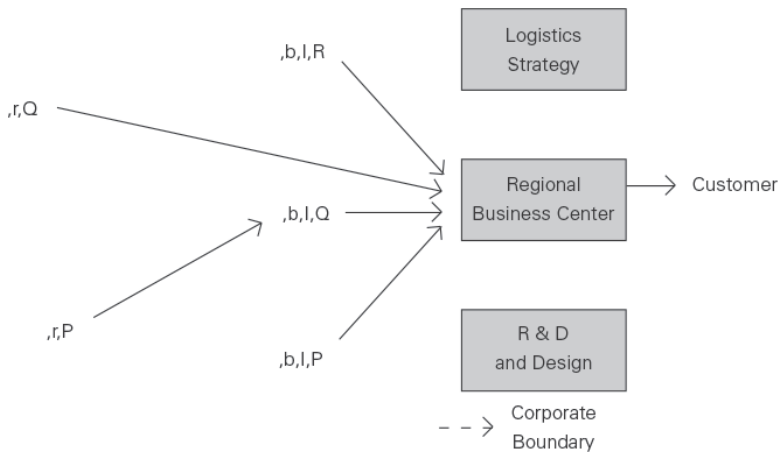 Logistics
Strategy
,b,l,R
,r,Q
Regional
Business Center
Customer
,b,l,Q
,r,P
,b,l,P
R & D
and Design
Corporate
Boundary